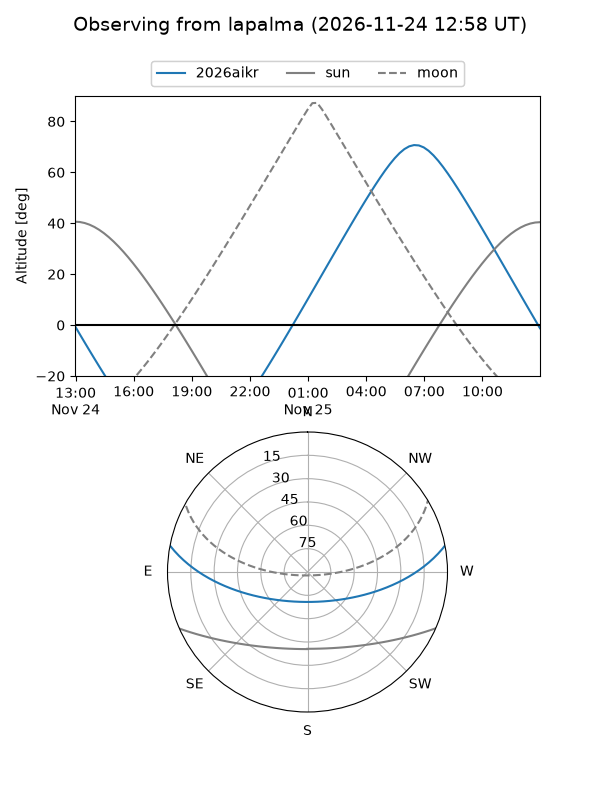 Observing from lapalma (2026-11-24 12:58 UT)
2026aikr sun moon
Altitude [deg]
80
60
40
20
0
−20
13:00 16:00 19:00 22:00 01:00 04:00 07:00 10:00
Nov 24 Nov 25
N
NE NW
15
30
45
60
75
E W
SE SW
S